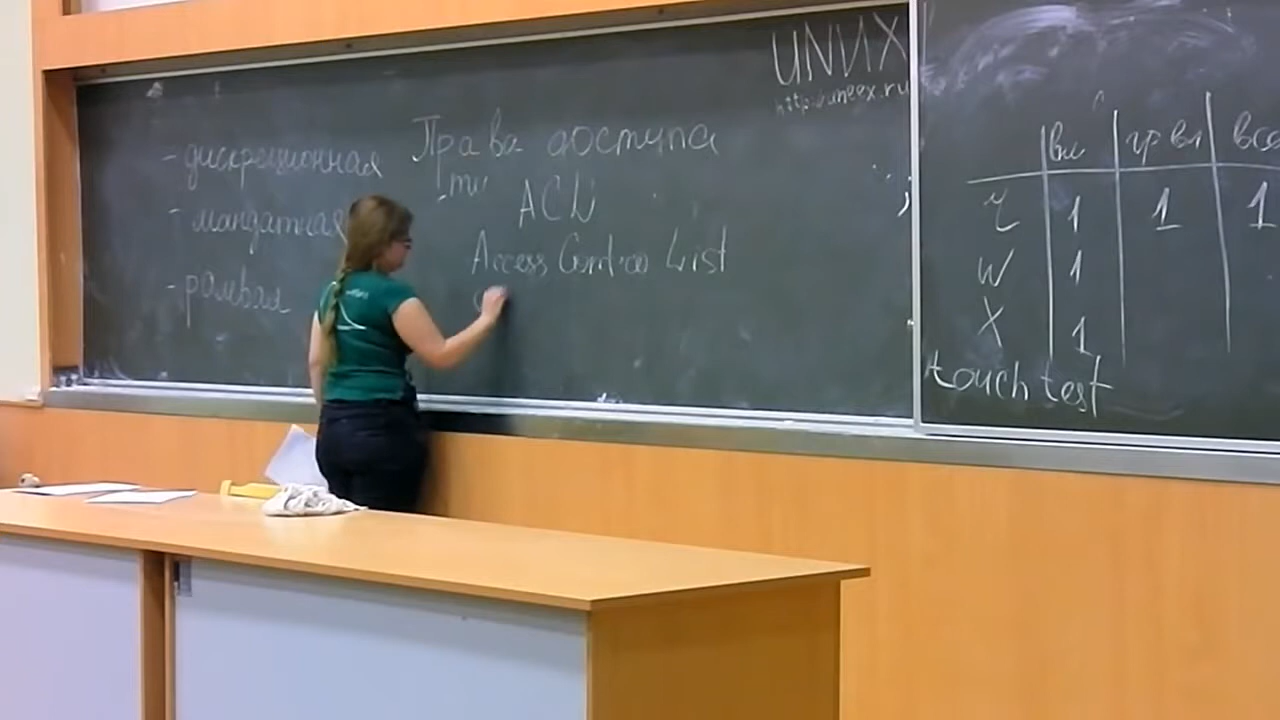 UNIX
http://uneex.ru
Права доступа
- дискреционная
- мандатная
- ролевая
ACL
Access Control List
вл гр вл все
r 1 1 1
w 1
x 1
touch test